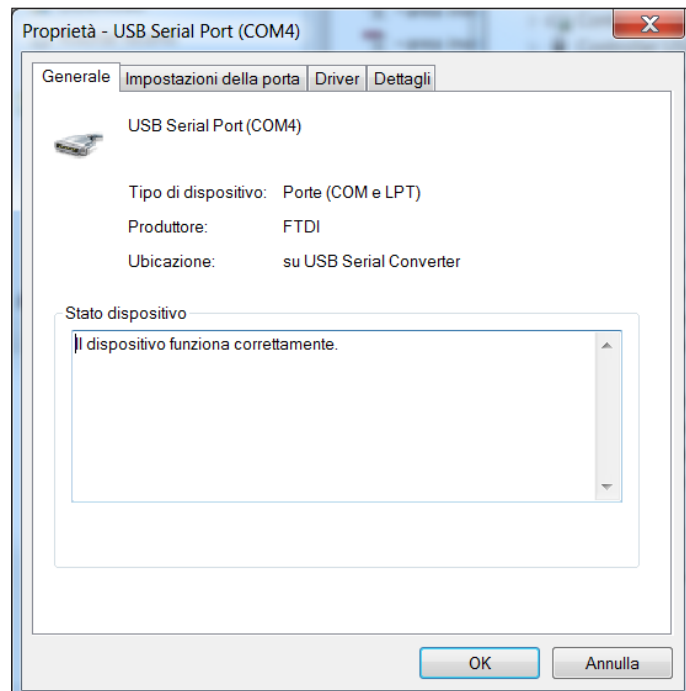 Proprietà - USB Serial Port (COM4)
Generale Impostazioni della porta Driver Dettagli
USB Serial Port (COM4)
Tipo di dispositivo: Porte (COM e LPT)
Produttore: FTDI
Ubicazione: su USB Serial Converter
Stato dispositivo
Il dispositivo funziona correttamente.
OK Annulla